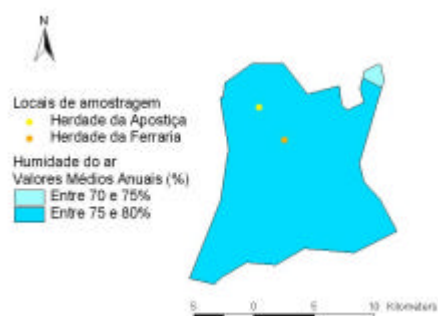 N
Locais de amostragem
Herdade da Apostiça
Herdade da Ferraria
Humidade do ar
Valores Médios Anuais (%)
Entre 70 e 75%
Entre 75 e 80%
5 0 5 10 Kilometers